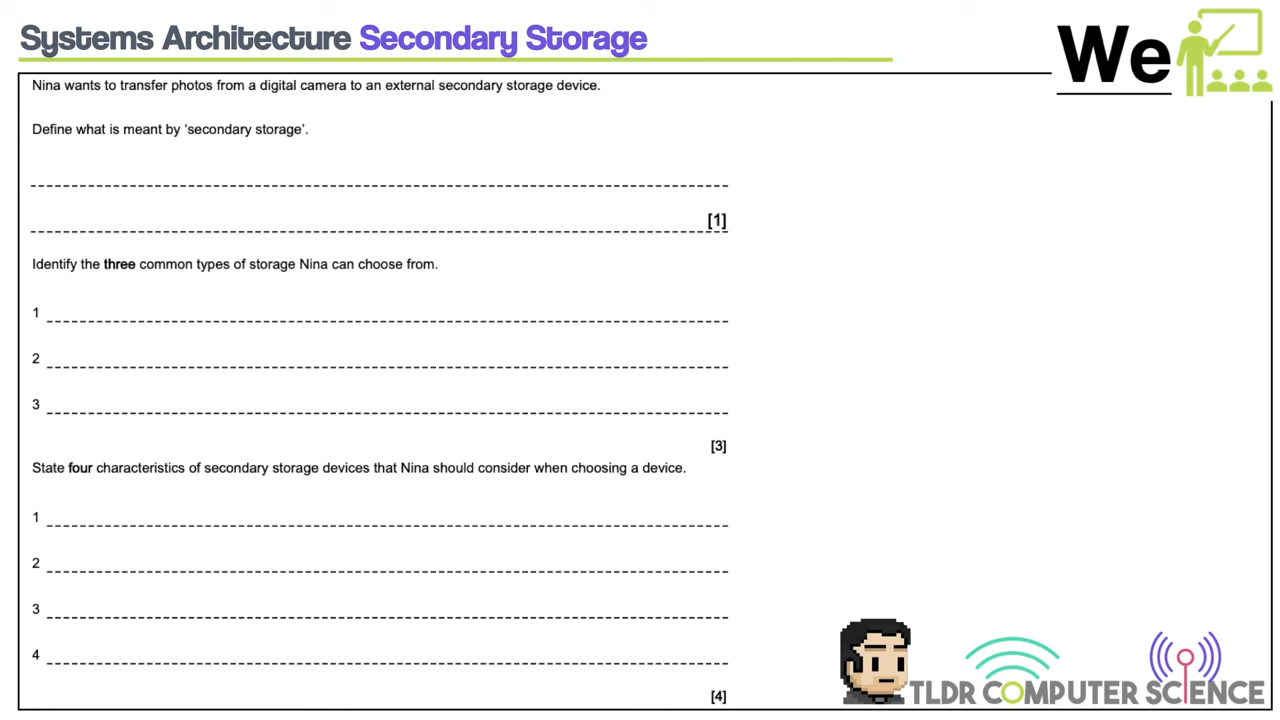 Systems Architecture Secondary Storage
We
Nina wants to transfer photos from a digital camera to an external secondary storage device.
Define what is meant by ‘secondary storage’.
[1]
Identify the three common types of storage Nina can choose from.
1
2
3
[3]
State four characteristics of secondary storage devices that Nina should consider when choosing a device.
1
2
3
4
[4]
TLDR COMPUTER SCIENCE